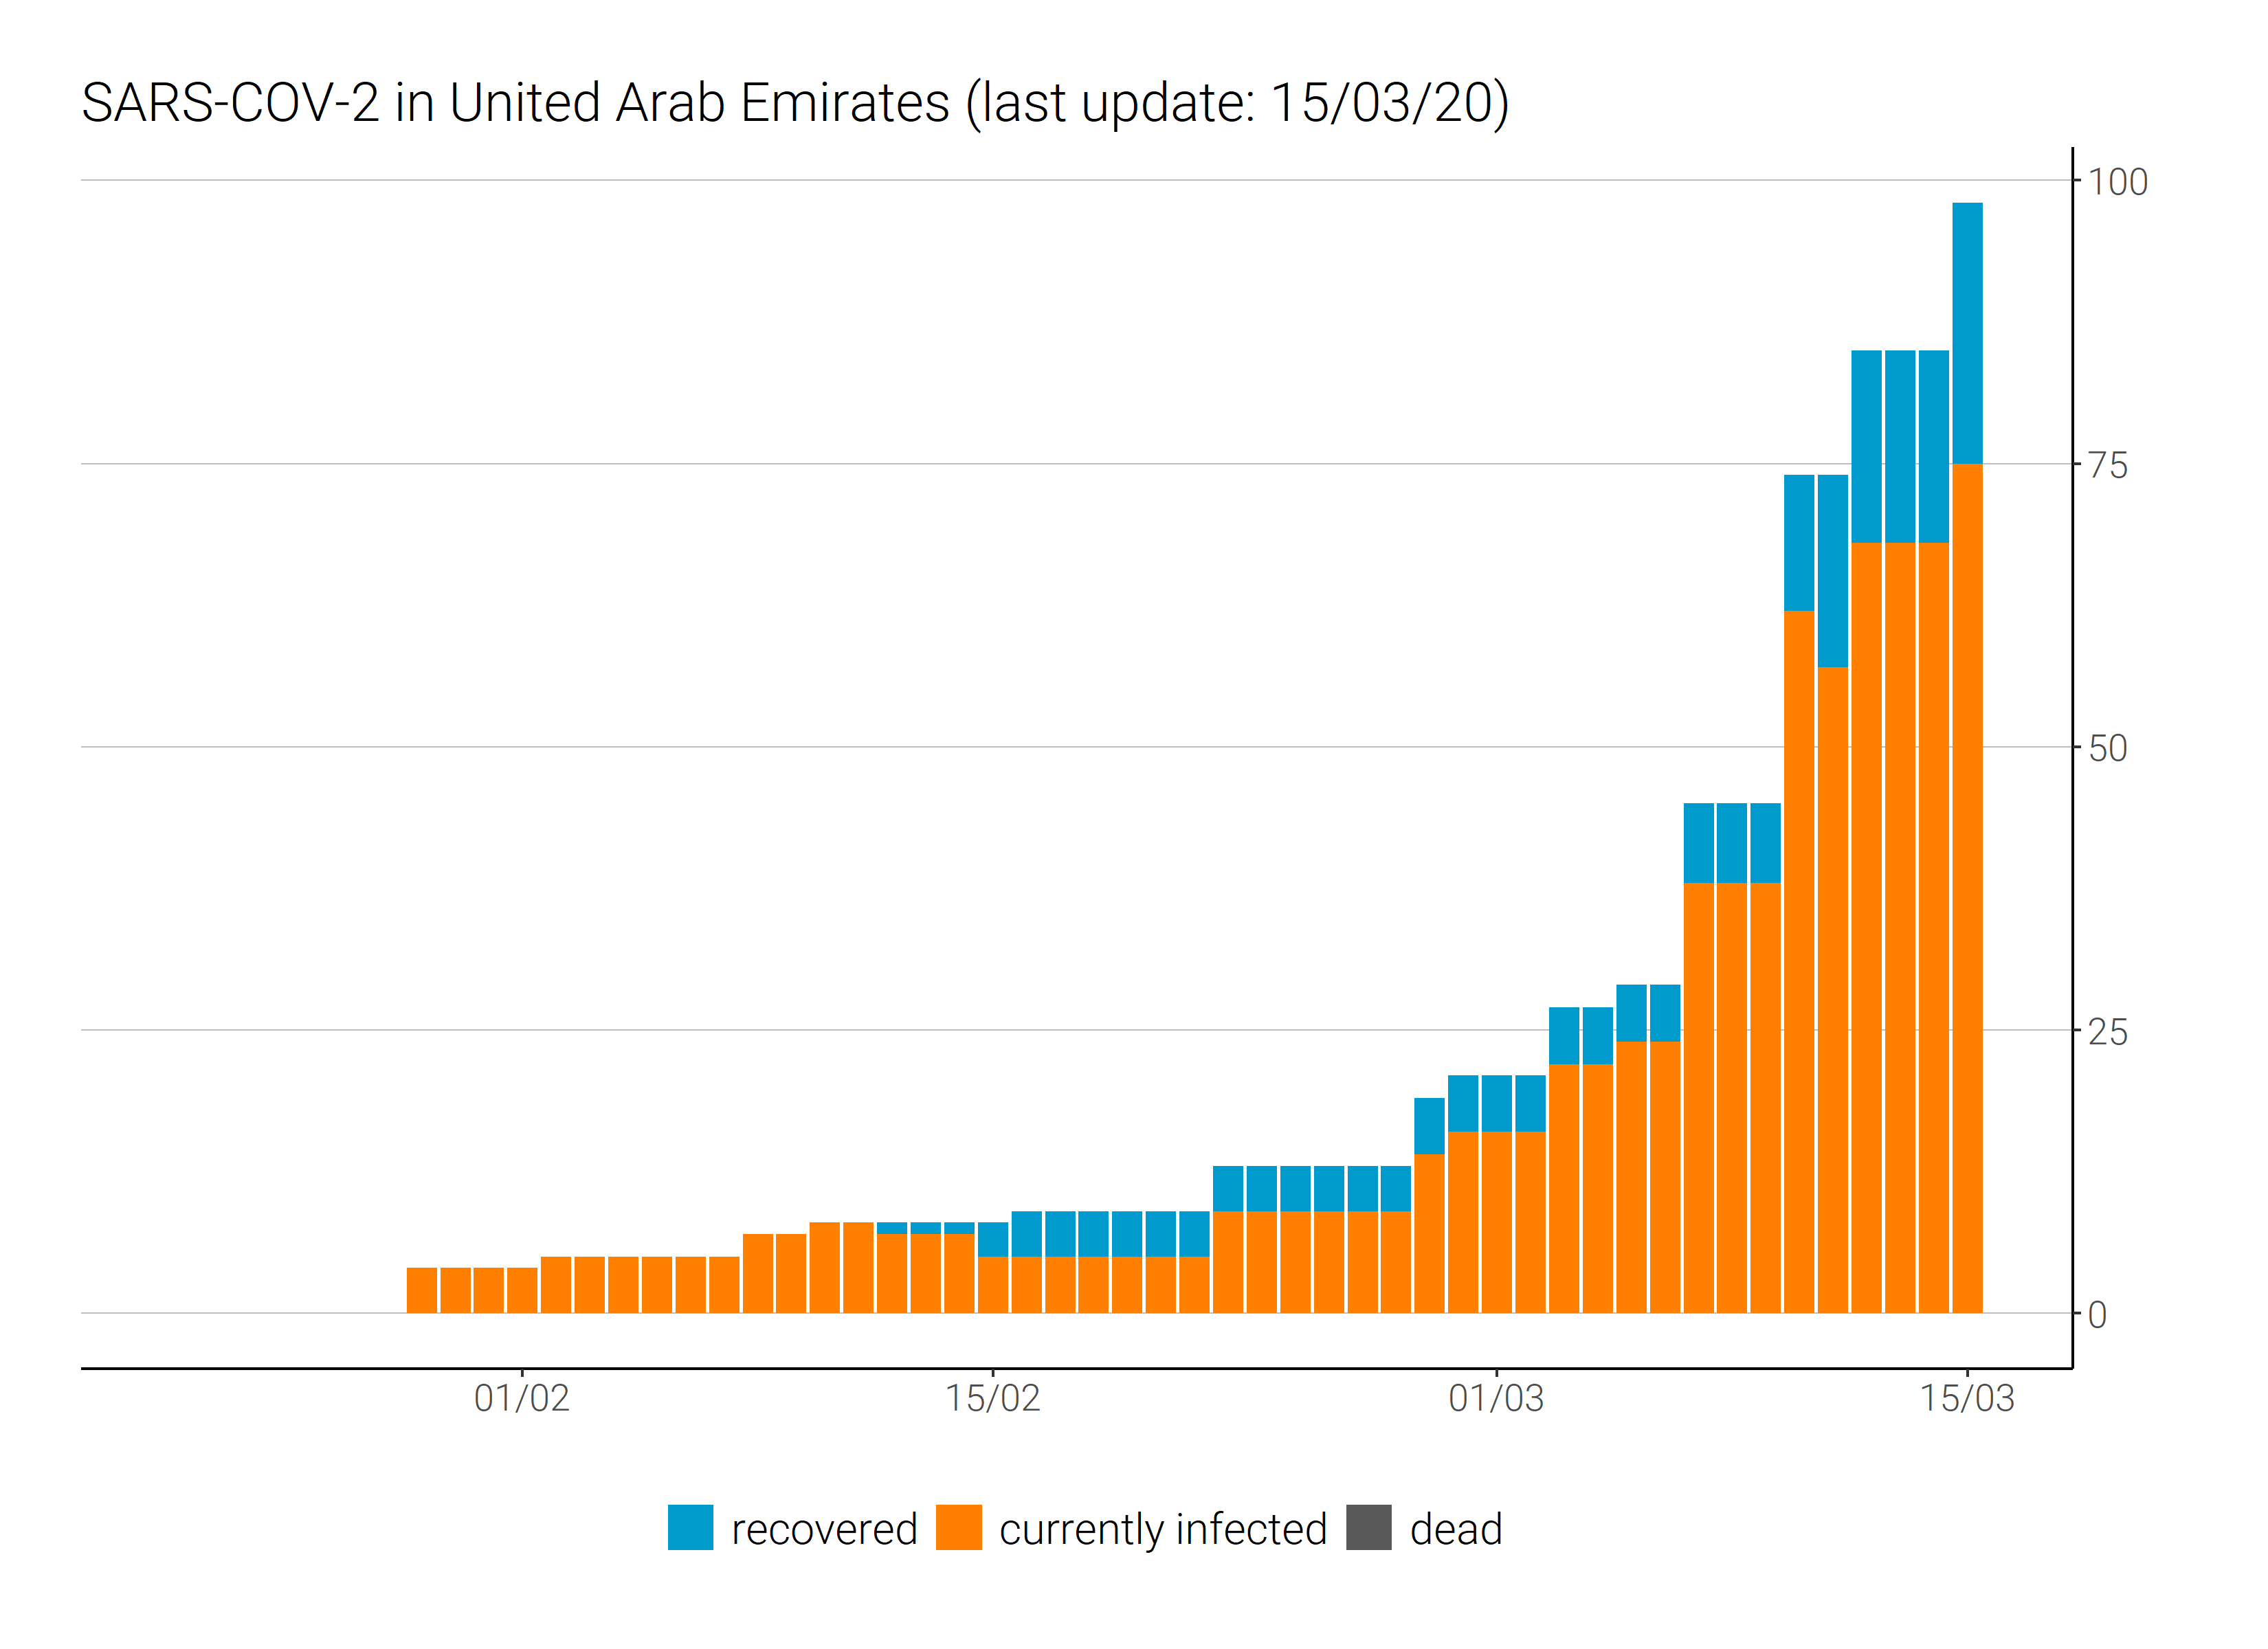 SARS-COV-2 in United Arab Emirates (last update: 15/03/20)
100
75
50
25
0
01/02 15/02 01/03 15/03
recovered currently infected dead